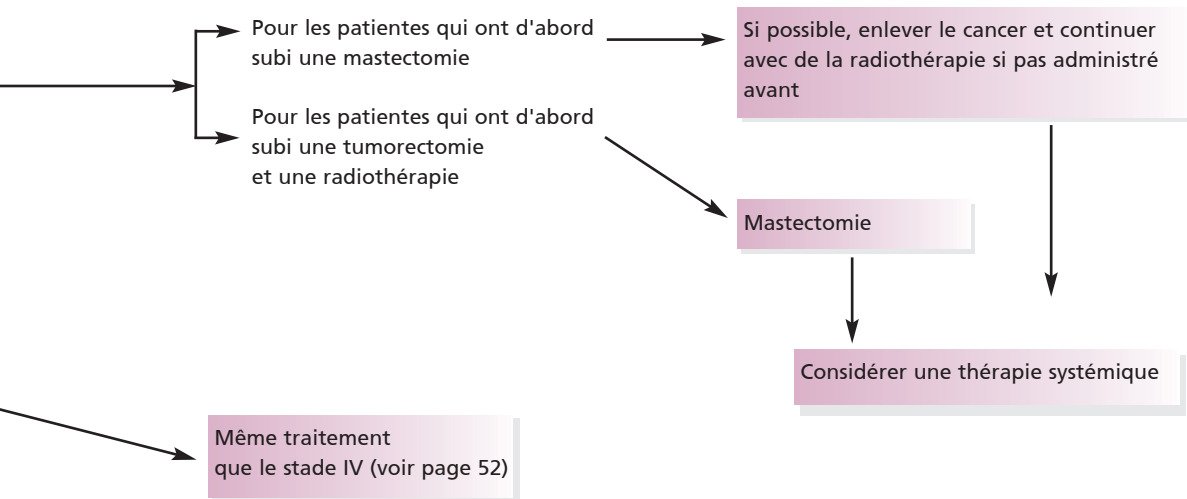 Pour les patientes qui ont d'abord
subi une mastectomie
Si possible, enlever le cancer et continuer
avec de la radiothérapie si pas administré
avant
Pour les patientes qui ont d'abord
subi une tumorectomie
et une radiothérapie
Mastectomie
Considérer une thérapie systémique
Même traitement
que le stade IV (voir page 52)